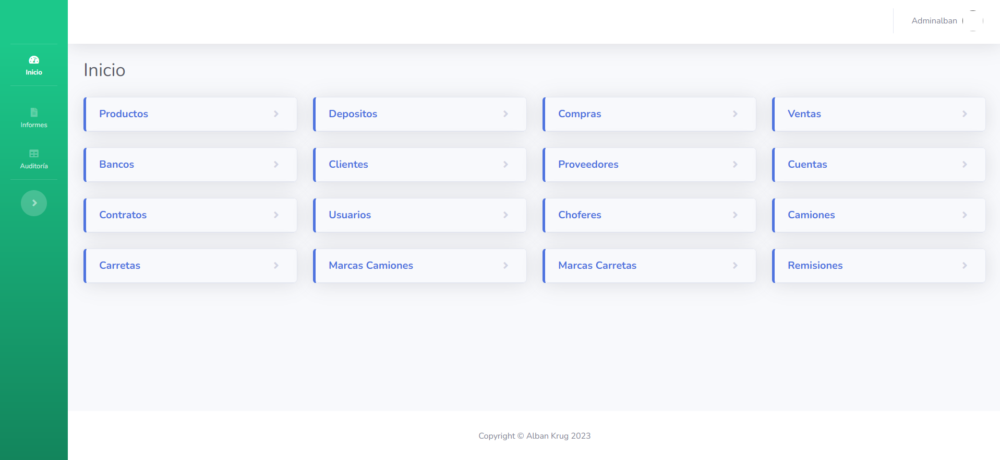 Adminalban
Inicio
Informes
Auditoría
Inicio
Productos
Depositos
Compras
Ventas
Bancos
Clientes
Proveedores
Cuentas
Contratos
Usuarios
Choferes
Camiones
Carretas
Marcas Camiones
Marcas Carretas
Remisiones
Copyright © Alban Krug 2023